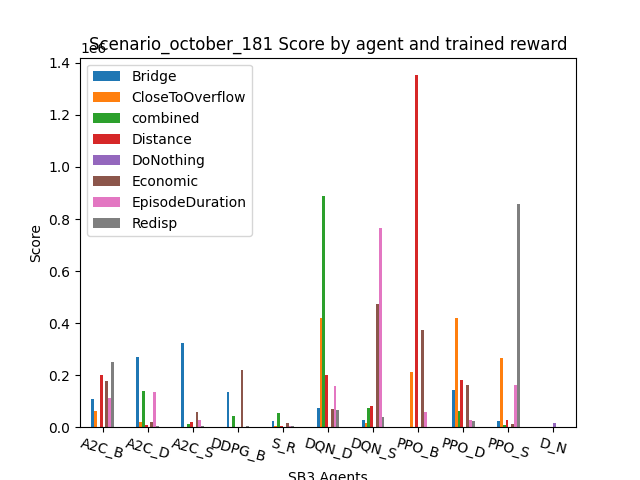 Scenario_october_181 Score by agent and trained reward
1e6
Bridge
CloseToOverflow
combined
Distance
DoNothing
Economic
EpisodeDuration
Redisp
Score
1.4
1.2
1.0
0.8
0.6
0.4
0.2
0.0
A2C_B A2C_D A2C_S DDPG_B S_R DQN_D DQN_S PPO_B PPO_D PPO_S D_N
SB3 Agents